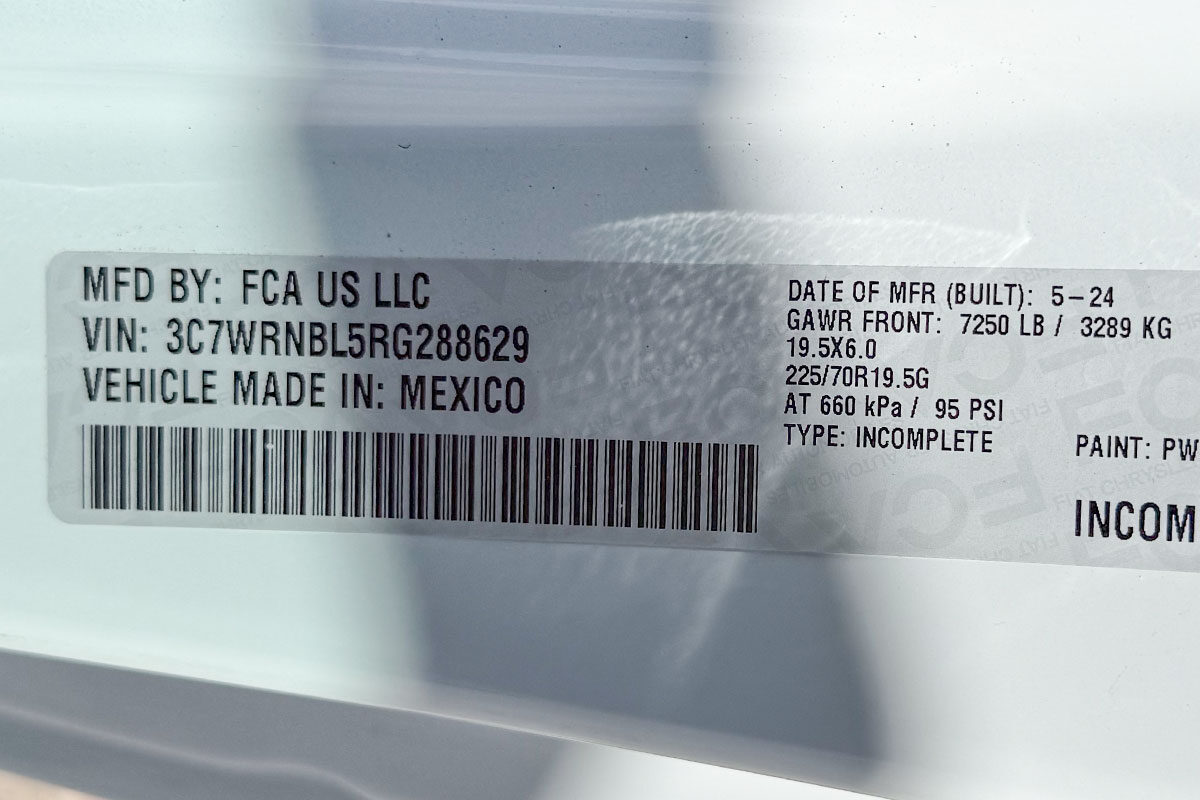 MFD BY: FCA US LLC
VIN: 3C7WRNBL5RG288629
VEHICLE MADE IN: MEXICO
DATE OF MFR (BUILT): 5-24
GAWR FRONT: 7250 LB / 3289 KG
19.5X6.0
225/70R19.5G
AT 660 kPa / 95 PSI
TYPE: INCOMPLETE PAINT: PW
INCOM